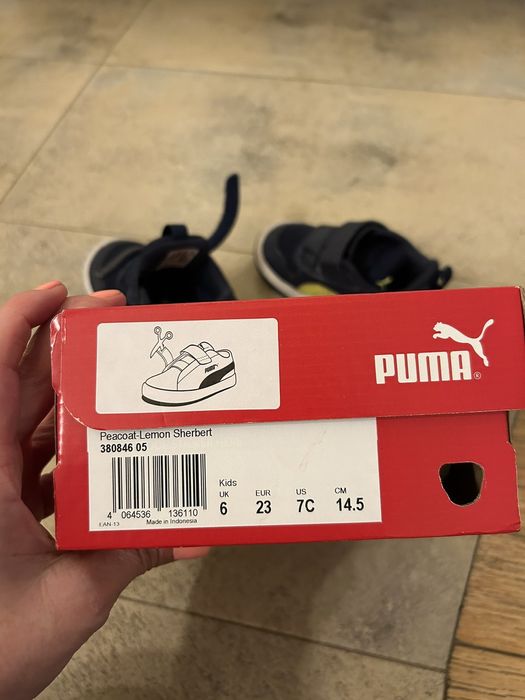 PUMA
PUMA®
Peacoat-Lemon Sherbert
380846 05
4 064536 136110
EAN-13
Made in Indonesia
Kids
UK EUR US CM
6 23 7C 14.5